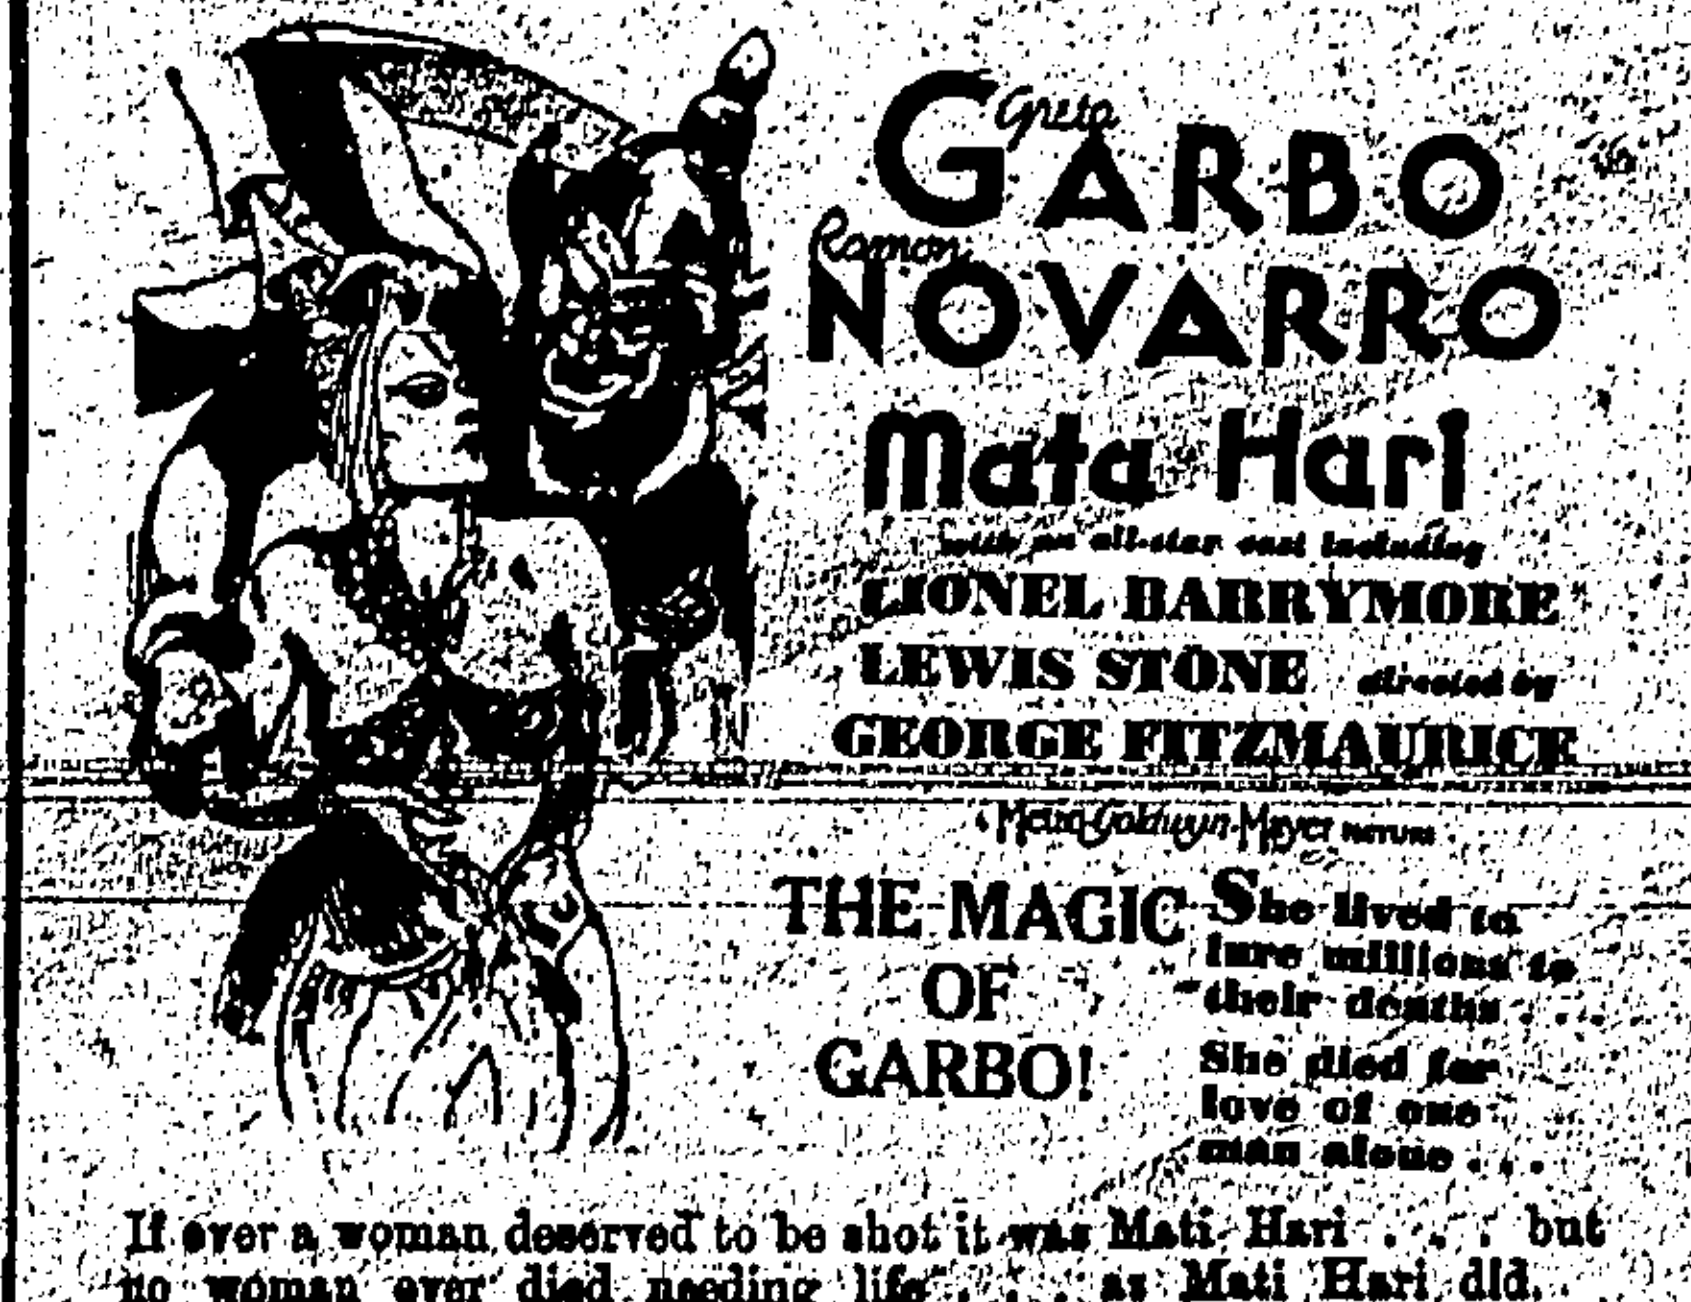 Greta
GARBO
Ramon
NOVARRO
Mata Hari
with an all-star cast including
LIONEL BARRYMORE
LEWIS STONE directed by
GEORGE FITZMAURICE
Metro-Goldwyn-Mayer PICTURE
THE MAGIC
OF
GARBO!
She lived to
lure millions to
their deaths . . .
She died for
love of one
man alone . . .
If ever a woman deserved to be shot it was Mati Hari . . . but
no woman ever died needing life . . . as Mati Hari did.